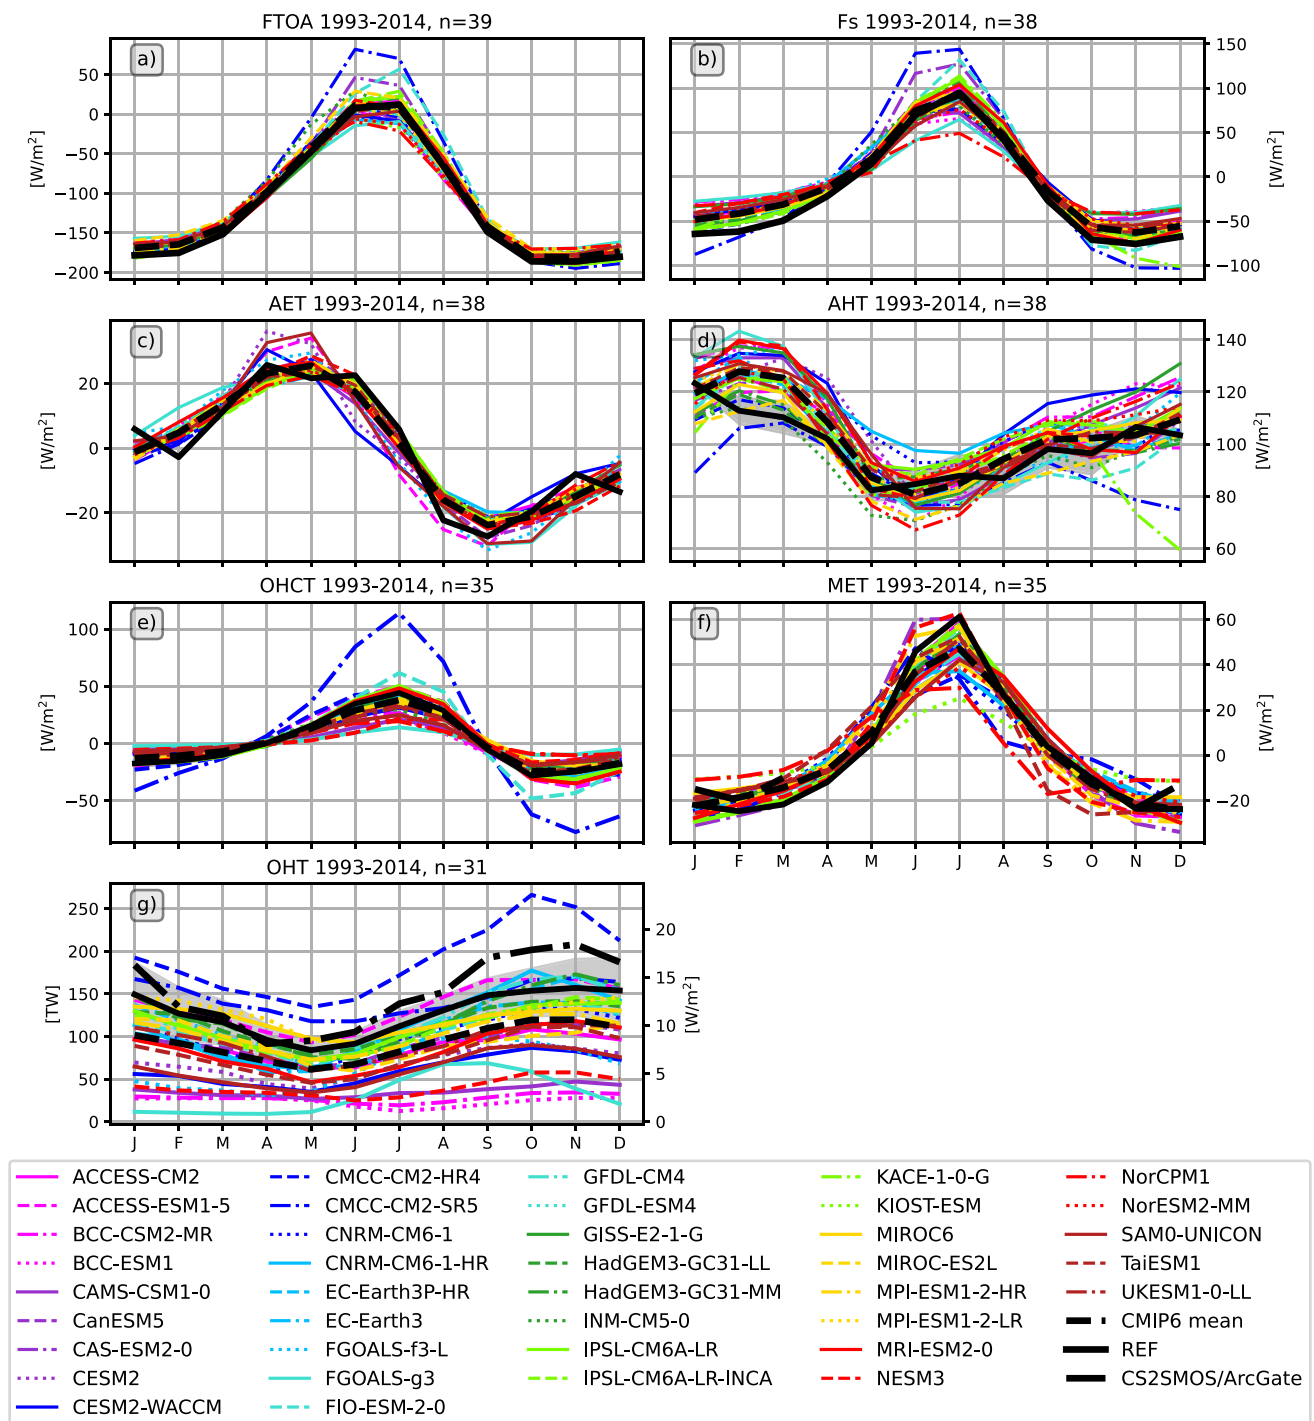 FTOA 1993-2014, n=39
Fs 1993-2014, n=38
a)
b)
[W/m²]
50
0
−50
−100
−150
−200
150
100
50
0
−50
−100
[W/m²]
AET 1993-2014, n=38
AHT 1993-2014, n=38
c)
d)
[W/m²]
20
0
−20
140
120
100
80
60
[W/m²]
OHCT 1993-2014, n=35
MET 1993-2014, n=35
e)
f)
[W/m²]
100
50
0
−50
60
40
20
0
−20
[W/m²]
J F M A M J J A S O N D
OHT 1993-2014, n=31
g)
[TW]
250
200
150
100
50
0
20
15
10
5
0
[W/m²]
J F M A M J J A S O N D
ACCESS-CM2
ACCESS-ESM1-5
BCC-CSM2-MR
BCC-ESM1
CAMS-CSM1-0
CanESM5
CAS-ESM2-0
CESM2
CESM2-WACCM
CMCC-CM2-HR4
CMCC-CM2-SR5
CNRM-CM6-1
CNRM-CM6-1-HR
EC-Earth3P-HR
EC-Earth3
FGOALS-f3-L
FGOALS-g3
FIO-ESM-2-0
GFDL-CM4
GFDL-ESM4
GISS-E2-1-G
HadGEM3-GC31-LL
HadGEM3-GC31-MM
INM-CM5-0
IPSL-CM6A-LR
IPSL-CM6A-LR-INCA
KACE-1-0-G
KIOST-ESM
MIROC6
MIROC-ES2L
MPI-ESM1-2-HR
MPI-ESM1-2-LR
MRI-ESM2-0
NESM3
NorCPM1
NorESM2-MM
SAM0-UNICON
TaiESM1
UKESM1-0-LL
CMIP6 mean
REF
CS2SMOS/ArcGate